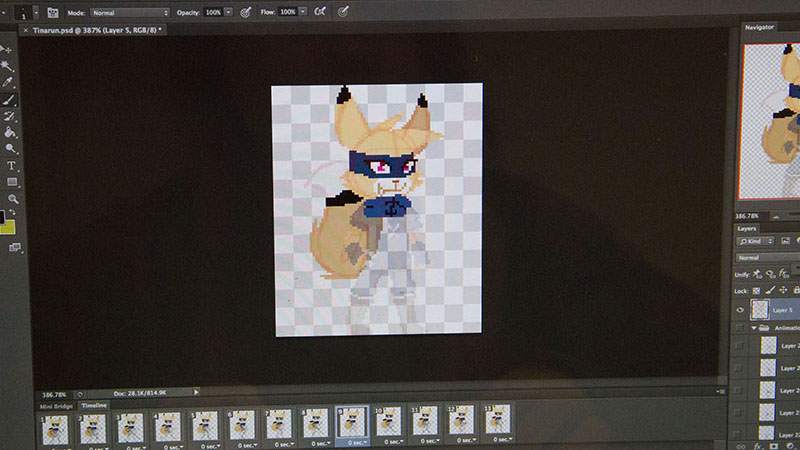 1 Mode: Normal Opacity: 100% Flow: 100%
× Tinarun.psd @ 387% (Layer 5, RGB/8) *
Navigator
T
386.78%
Layers
Kind
Normal
Unify:
Lock:
Layer 5
Layer 2
Layer
Layer
Layer
Layer 2
386.78% Doc: 28.1K/814.9K
Mini Bridge Timeline
1 2 3 4 5 6 7 8 9 10 11 12 13
0 sec. 0 sec. 0 sec. 0 sec. 0 sec. 0 sec. 0 sec. 0 sec. 0 sec. 0 sec. 0 sec. 0 sec. 0 sec.
fx